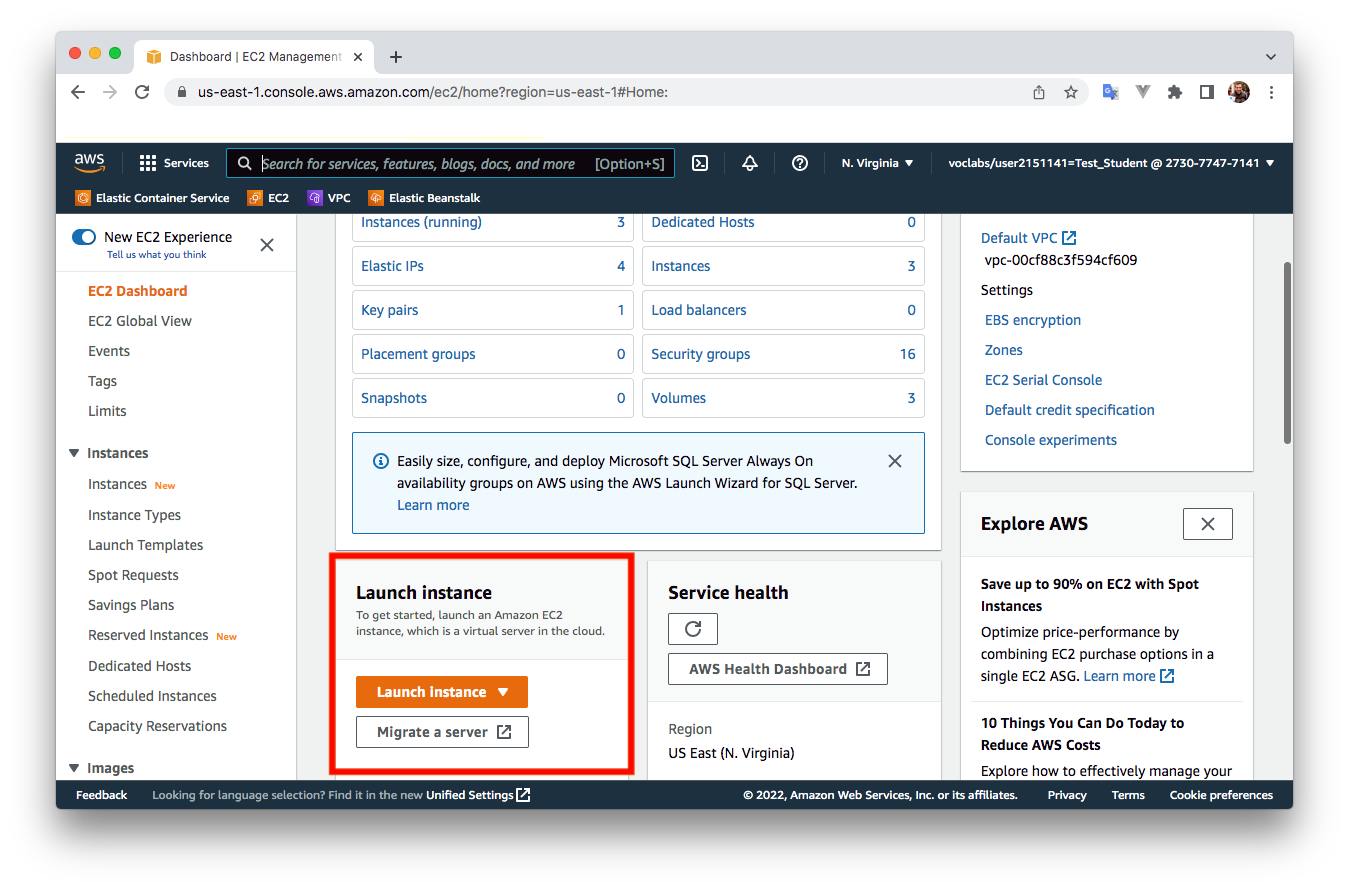 Dashboard | EC2 Management
us-east-1.console.aws.amazon.com/ec2/home?region=us-east-1#Home:
aws
Services
Search for services, features, blogs, docs, and more
[Option+S]
N. Virginia
voclabs/user2151141=Test_Student @ 2730-7747-7141
Elastic Container Service
EC2
VPC
Elastic Beanstalk
New EC2 Experience
Tell us what you think
EC2 Dashboard
EC2 Global View
Events
Tags
Limits
Instances
Instances New
Instance Types
Launch Templates
Spot Requests
Savings Plans
Reserved Instances New
Dedicated Hosts
Scheduled Instances
Capacity Reservations
Images
Instances (running) 3
Dedicated Hosts 0
Elastic IPs 4
Instances 3
Key pairs 1
Load balancers 0
Placement groups 0
Security groups 16
Snapshots 0
Volumes 3
Easily size, configure, and deploy Microsoft SQL Server Always On
availability groups on AWS using the AWS Launch Wizard for SQL Server.
Learn more
Launch instance
To get started, launch an Amazon EC2
instance, which is a virtual server in the cloud.
Launch instance
Migrate a server
Service health
AWS Health Dashboard
Region
US East (N. Virginia)
Default VPC
vpc-00cf88c3f594cf609
Settings
EBS encryption
Zones
EC2 Serial Console
Default credit specification
Console experiments
Explore AWS
Save up to 90% on EC2 with Spot
Instances
Optimize price-performance by
combining EC2 purchase options in a
single EC2 ASG. Learn more
10 Things You Can Do Today to
Reduce AWS Costs
Explore how to effectively manage your
Feedback
Looking for language selection? Find it in the new Unified Settings
© 2022, Amazon Web Services, Inc. or its affiliates.
Privacy
Terms
Cookie preferences